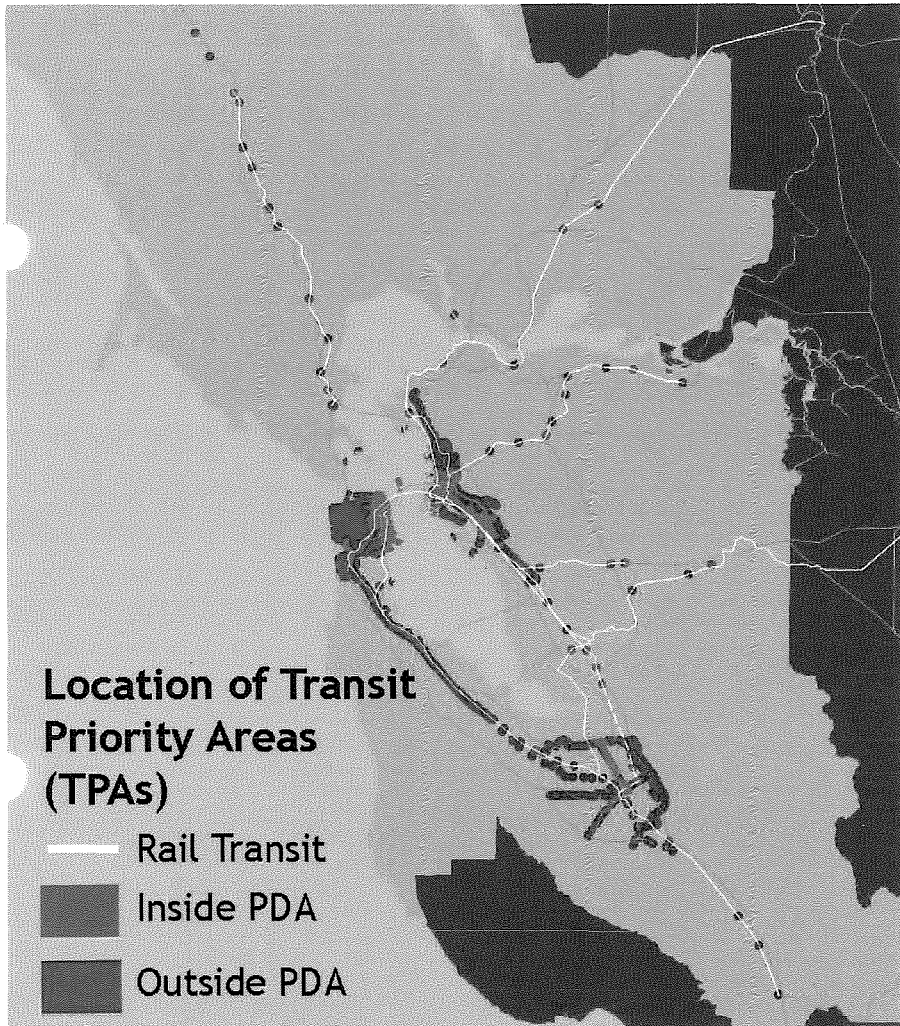 Location of Transit
Priority Areas
(TPAs)
Rail Transit
Inside PDA
Outside PDA